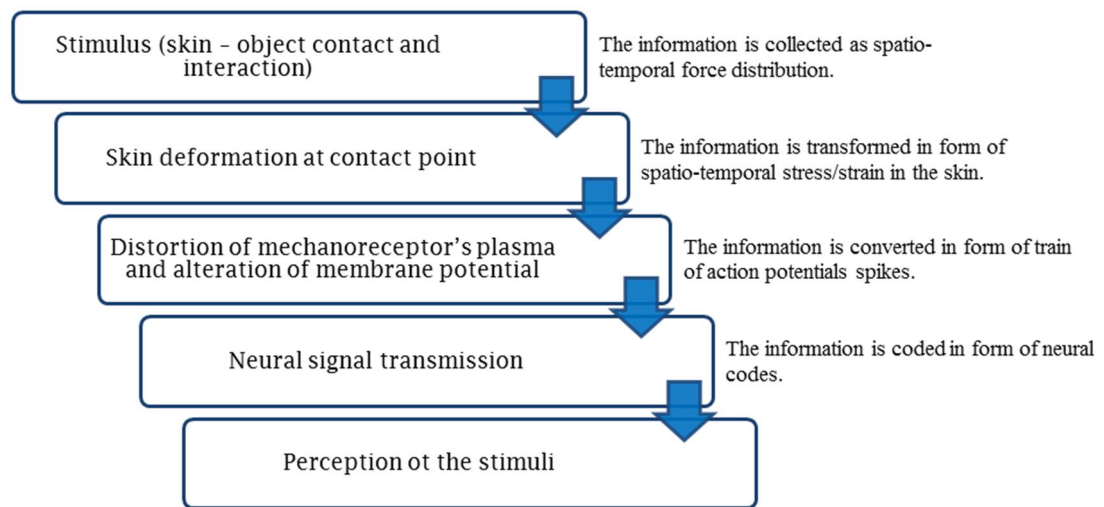 Stimulus (skin – object contact and
interaction)
The information is collected as spatio-
temporal force distribution.
Skin deformation at contact point
The information is transformed in form of
spatio-temporal stress/strain in the skin.
Distortion of mechanoreceptor's plasma
and alteration of membrane potential
The information is converted in form of train
of action potentials spikes.
Neural signal transmission
The information is coded in form of neural
codes.
Perception ot the stimuli